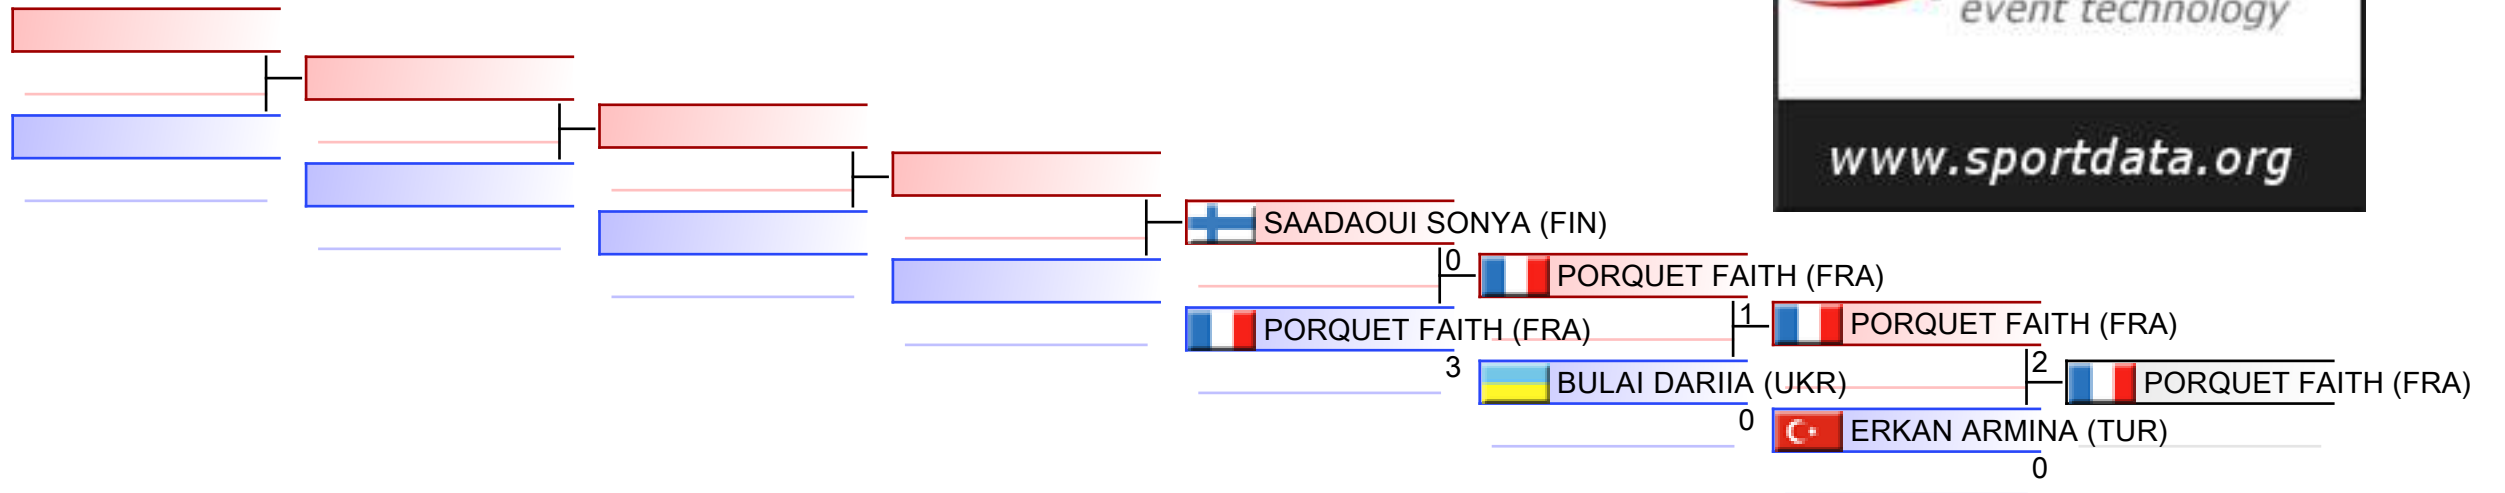 event technology
www.sportdata.org
SAADAOUI SONYA (FIN)
0
PORQUET FAITH (FRA)
3
PORQUET FAITH (FRA)
1
BULAI DARIIA (UKR)
0
PORQUET FAITH (FRA)
2
ERKAN ARMINA (TUR)
0
PORQUET FAITH (FRA)